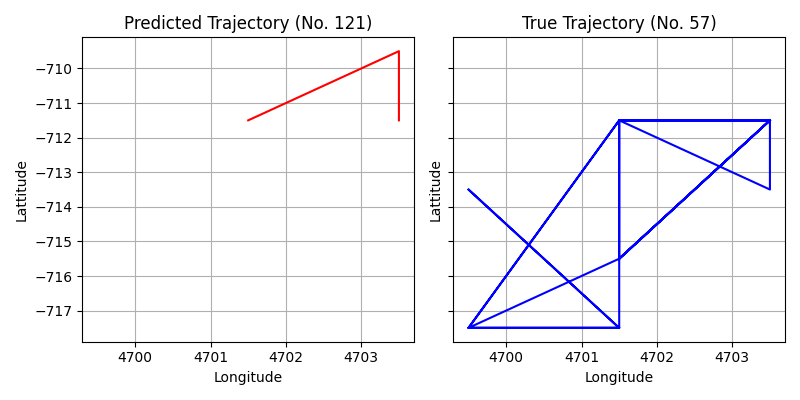 Predicted Trajectory (No. 121)
True Trajectory (No. 57)
Lattitude
−710
−711
−712
−713
−714
−715
−716
−717
4700 4701 4702 4703
Longitude
Lattitude
4700 4701 4702 4703
Longitude